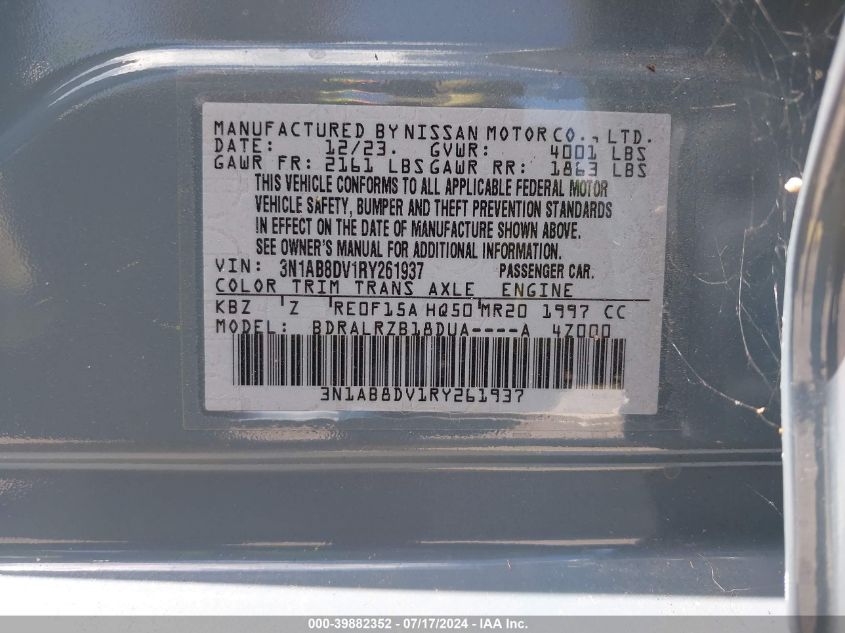 MANUFACTURED BY NISSAN MOTOR CO., LTD.
DATE: 12/23. GVWR: 4001 LBS
GAWR FR: 2161 LBS GAWR RR: 1863 LBS
THIS VEHICLE CONFORMS TO ALL APPLICABLE FEDERAL MOTOR
VEHICLE SAFETY, BUMPER AND THEFT PREVENTION STANDARDS
IN EFFECT ON THE DATE OF MANUFACTURE SHOWN ABOVE.
SEE OWNER'S MANUAL FOR ADDITIONAL INFORMATION.
VIN: 3N1AB8DV1RY261937 PASSENGER CAR.
COLOR TRIM TRANS AXLE ENGINE
KBZ Z RE0F15A HQ50 MR20 1997 CC
MODEL: BDRALRZB18DUA----A 4Z000
3N1AB8DV1RY261937
000-39882352 - 07/17/2024 - IAA Inc.